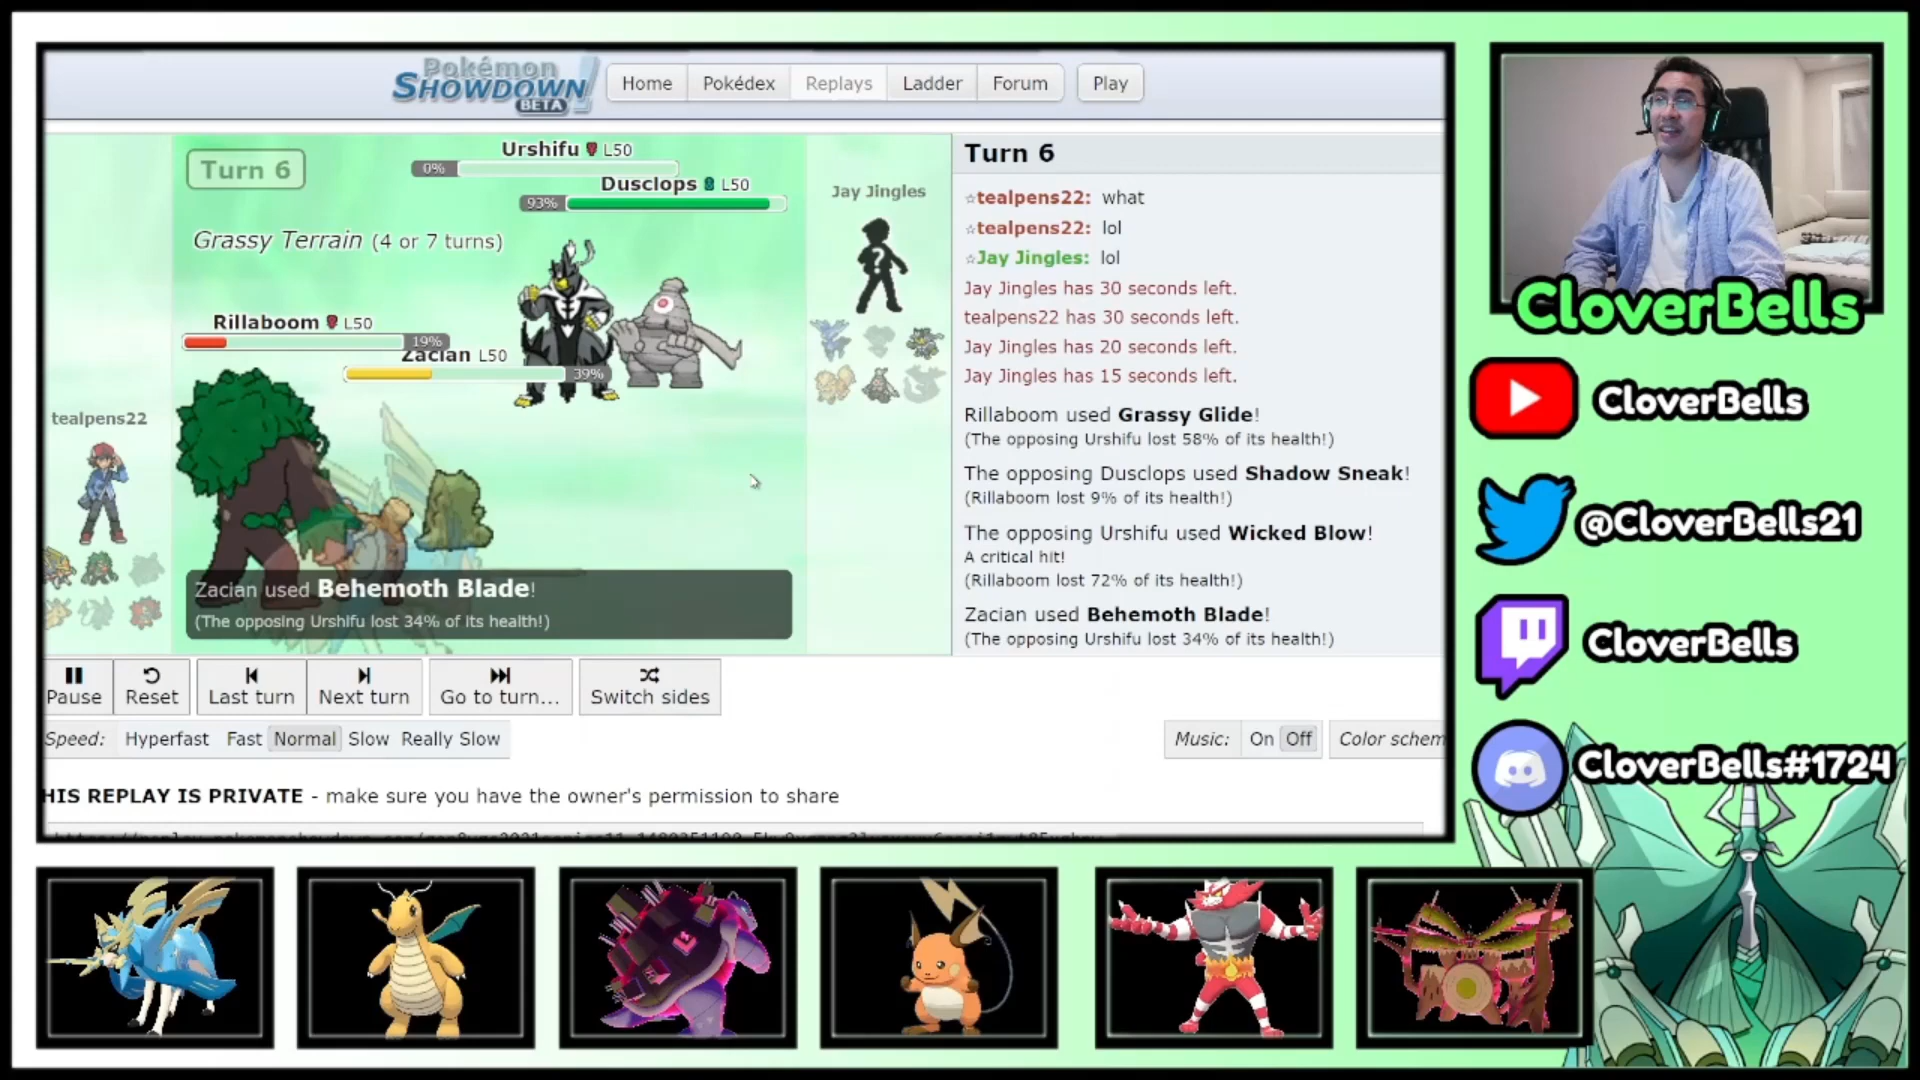 Pokémon
SHOWDOWN!
BETA
Home
Pokédex
Replays
Ladder
Forum
Play
Turn 6
Urshifu L50
0%
Dusclops L50
93%
Grassy Terrain (4 or 7 turns)
Rillaboom L50
19%
Zacian L50
39%
Jay Jingles
?
tealpens22
Zacian used Behemoth Blade!
(The opposing Urshifu lost 34% of its health!)
Turn 6
☆tealpens22: what
☆tealpens22: lol
☆Jay Jingles: lol
Jay Jingles has 30 seconds left.
tealpens22 has 30 seconds left.
Jay Jingles has 20 seconds left.
Jay Jingles has 15 seconds left.
Rillaboom used Grassy Glide!
(The opposing Urshifu lost 58% of its health!)
The opposing Dusclops used Shadow Sneak!
(Rillaboom lost 9% of its health!)
The opposing Urshifu used Wicked Blow!
A critical hit!
(Rillaboom lost 72% of its health!)
Zacian used Behemoth Blade!
(The opposing Urshifu lost 34% of its health!)
Pause
Reset
Last turn
Next turn
Go to turn...
Switch sides
Speed: Hyperfast Fast Normal Slow Really Slow
Music: On Off
Color schem
HIS REPLAY IS PRIVATE - make sure you have the owner's permission to share
CloverBells
CloverBells
@CloverBells21
CloverBells
CloverBells#1724